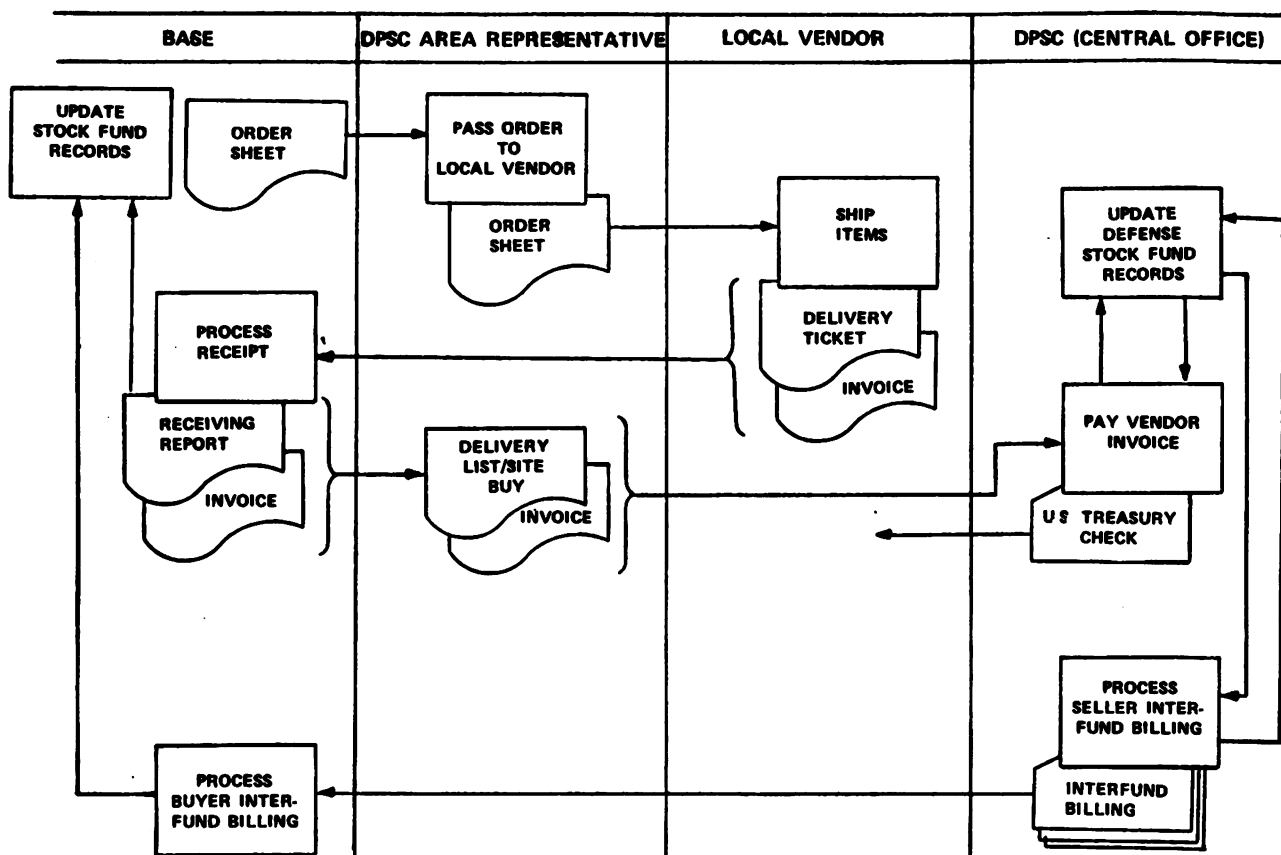 BASE
DPSC AREA REPRESENTATIVE
LOCAL VENDOR
DPSC (CENTRAL OFFICE)
UPDATE
STOCK FUND
RECORDS
ORDER
SHEET
PASS ORDER
TO
LOCAL VENDOR
ORDER
SHEET
SHIP
ITEMS
UPDATE
DEFENSE
STOCK FUND
RECORDS
PROCESS
RECEIPT
DELIVERY
TICKET
INVOICE
RECEIVING
REPORT
INVOICE
DELIVERY
LIST/SITE
BUY
INVOICE
PAY VENDOR
INVOICE
US TREASURY
CHECK
PROCESS
SELLER INTER-
FUND BILLING
INTERFUND
BILLING
PROCESS
BUYER INTER-
FUND BILLING